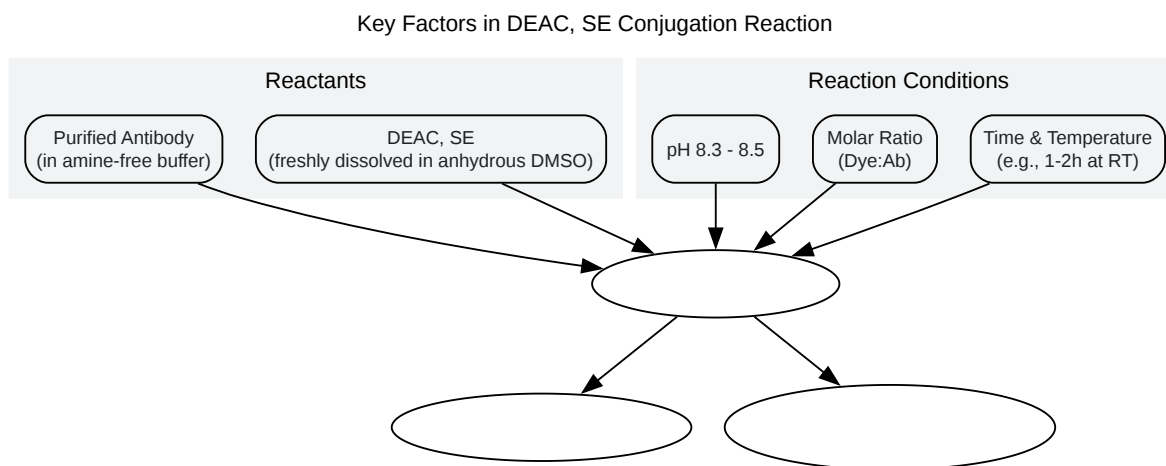 Key Factors in DEAC, SE Conjugation Reaction
Reactants
Reaction Conditions
Purified Antibody
(in amine-free buffer)
DEAC, SE
(freshly dissolved in anhydrous DMSO)
pH 8.3 - 8.5
Molar Ratio
(Dye:Ab)
Time & Temperature
(e.g., 1-2h at RT)